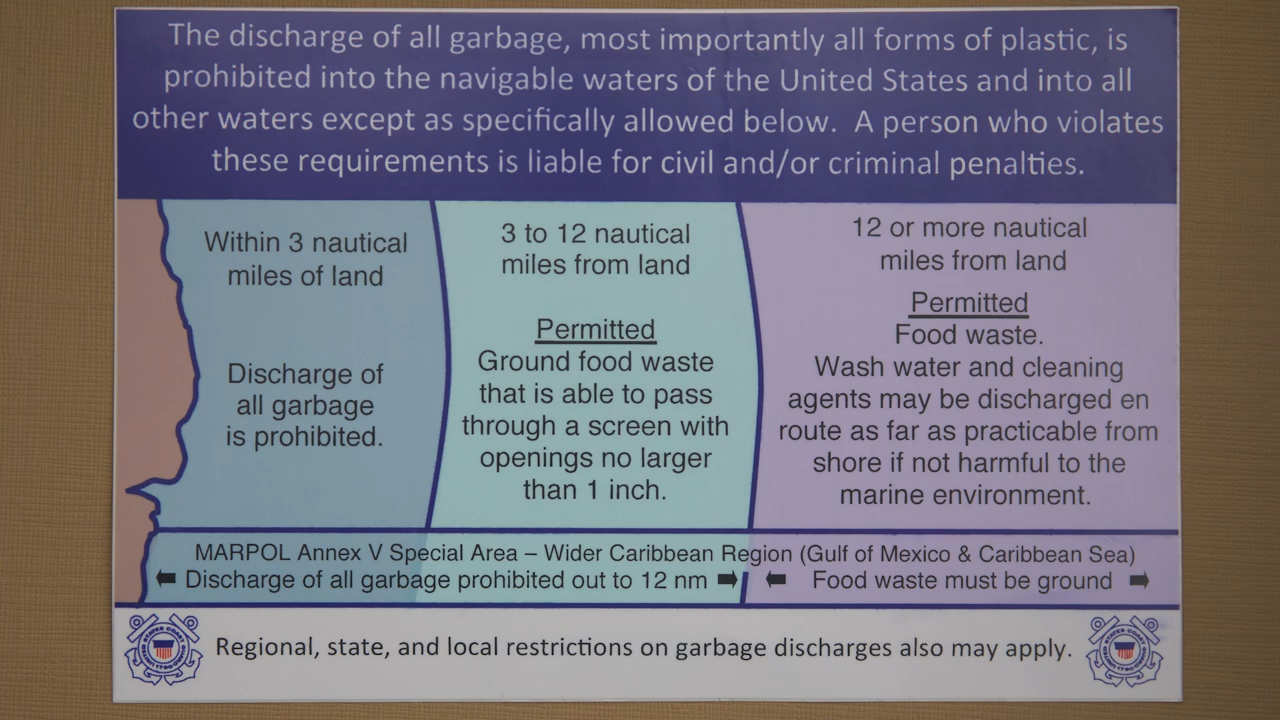 The discharge of all garbage, most importantly all forms of plastic, is
prohibited into the navigable waters of the United States and into all
other waters except as specifically allowed below.  A person who violates
these requirements is liable for civil and/or criminal penalties.
Within 3 nautical
miles of land
Discharge of
all garbage
is prohibited.
3 to 12 nautical
miles from land
Permitted
Ground food waste
that is able to pass
through a screen with
openings no larger
than 1 inch.
12 or more nautical
miles from land
Permitted
Food waste.
Wash water and cleaning
agents may be discharged en
route as far as practicable from
shore if not harmful to the
marine environment.
MARPOL Annex V Special Area – Wider Caribbean Region (Gulf of Mexico & Caribbean Sea)
Discharge of all garbage prohibited out to 12 nm
Food waste must be ground
Regional, state, and local restrictions on garbage discharges also may apply.